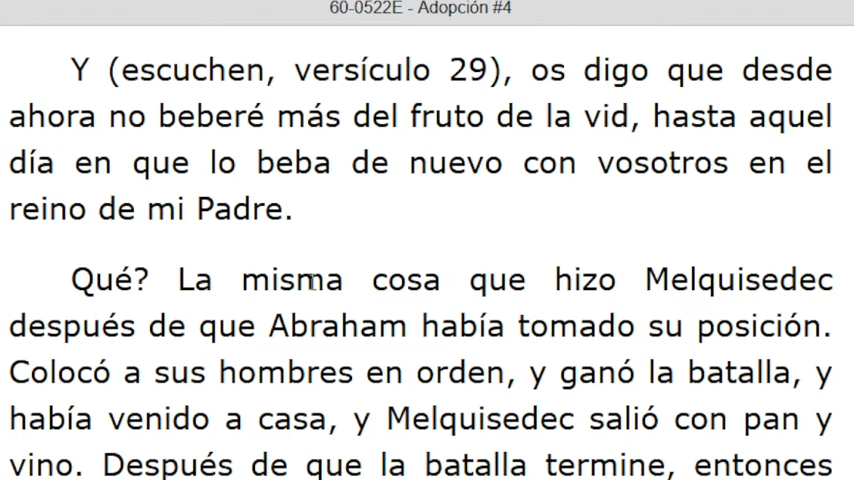 60-0522E - Adopción #4
Y (escuchen, versículo 29), os digo que desde
ahora no beberé más del fruto de la vid, hasta aquel
día en que lo beba de nuevo con vosotros en el
reino de mi Padre.
Qué? La misma cosa que hizo Melquisedec
después de que Abraham había tomado su posición.
Colocó a sus hombres en orden, y ganó la batalla, y
había venido a casa, y Melquisedec salió con pan y
vino. Después de que la batalla termine, entonces